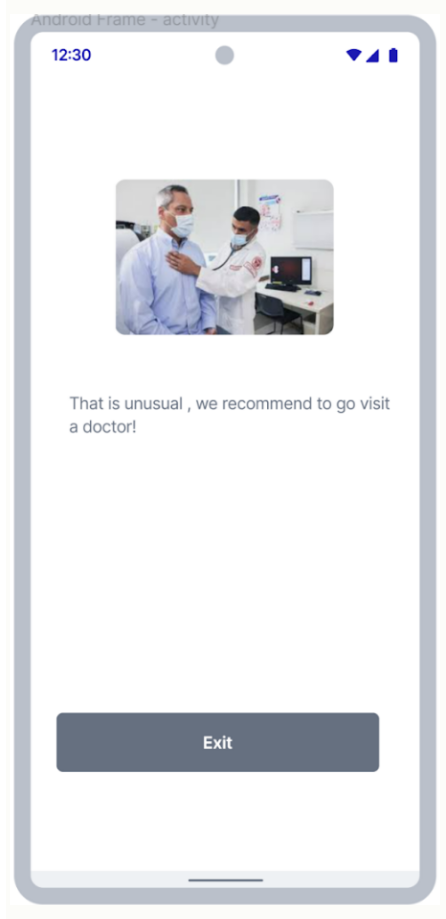 Android Frame - activity
12:30
That is unusual , we recommend to go visit
a doctor!
Exit